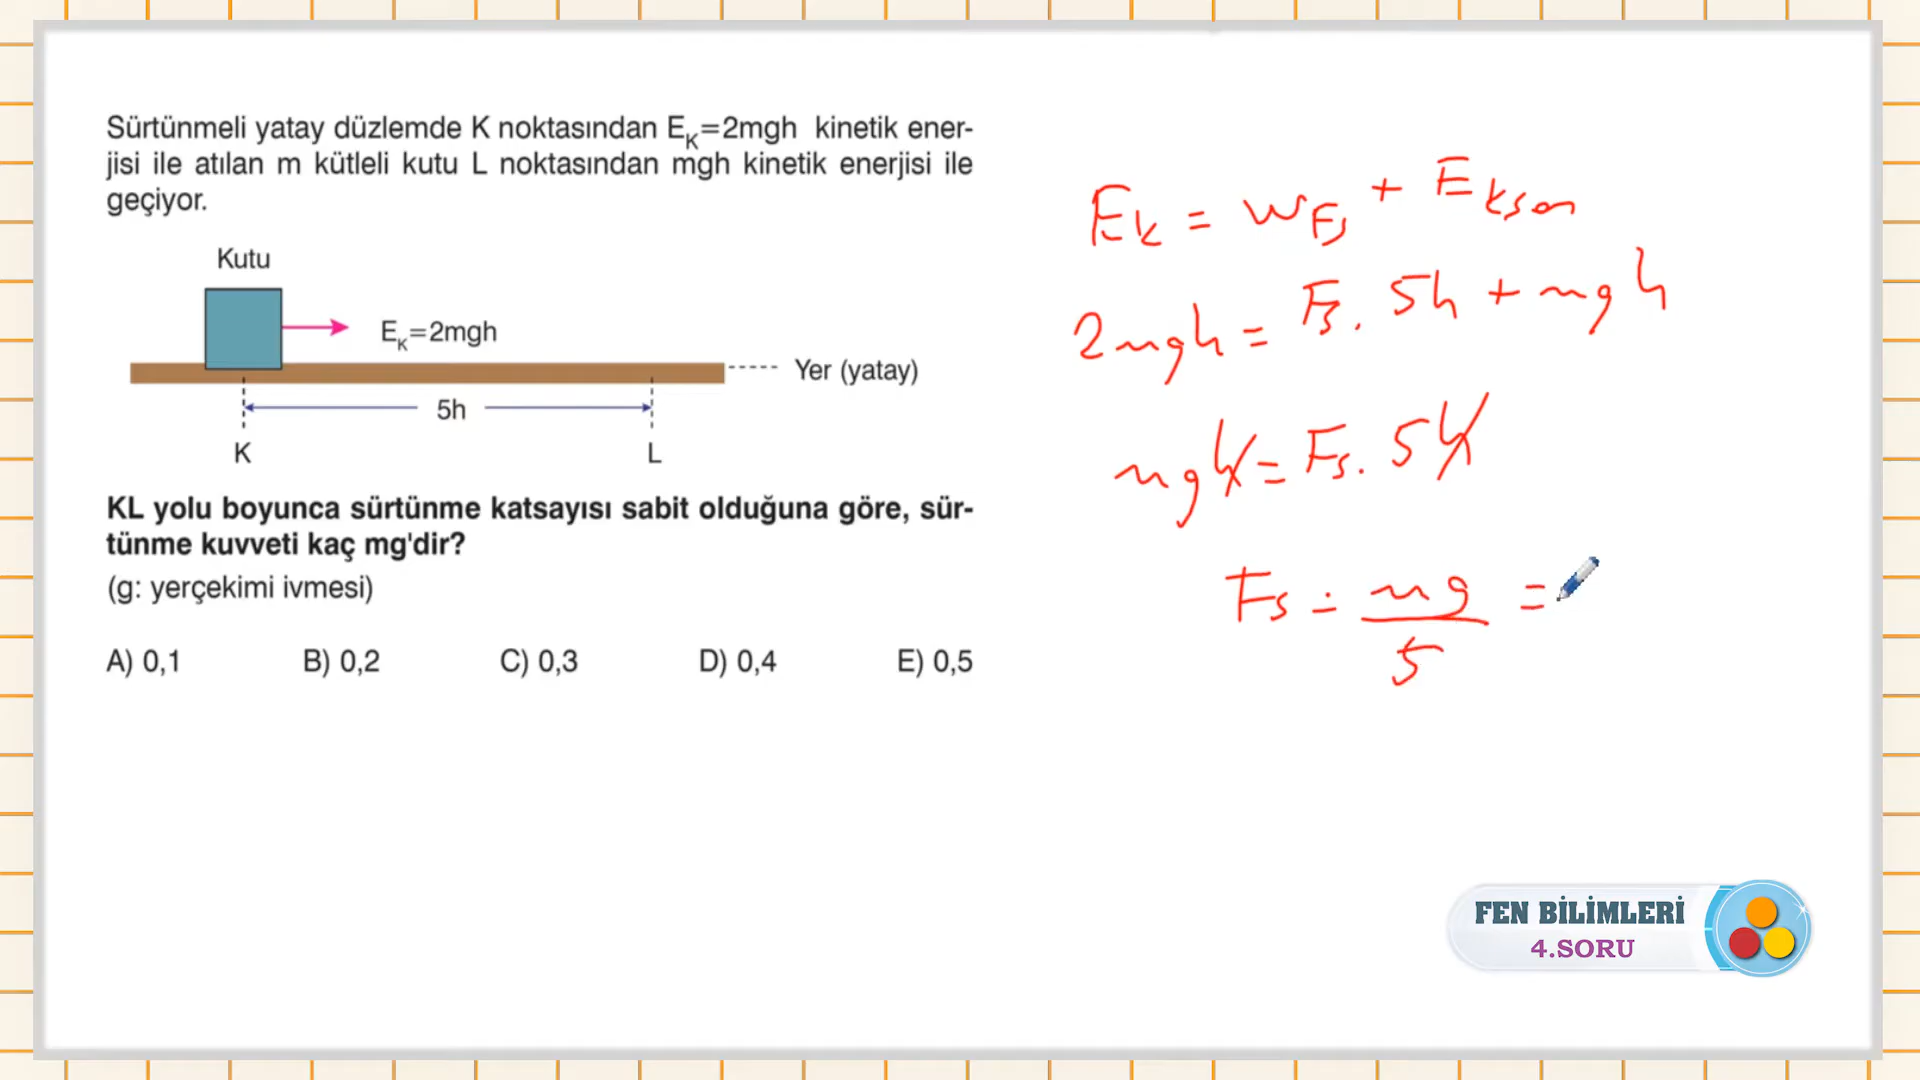 Sürtünmeli yatay düzlemde K noktasından E_K=2mgh kinetik ener-
jisi ile atılan m kütleli kutu L noktasından mgh kinetik enerjisi ile
geçiyor.
Kutu
E_K=2mgh
Yer (yatay)
5h
K L
KL yolu boyunca sürtünme katsayısı sabit olduğuna göre, sür-
tünme kuvveti kaç mg'dir?
(g: yerçekimi ivmesi)
A) 0,1 B) 0,2 C) 0,3 D) 0,4 E) 0,5
Ek = wFs + Ekson
2mgh = Fs. 5h + mgh
mgh = Fs. 5h
Fs = mg/5 =
FEN BİLİMLERİ
4.SORU